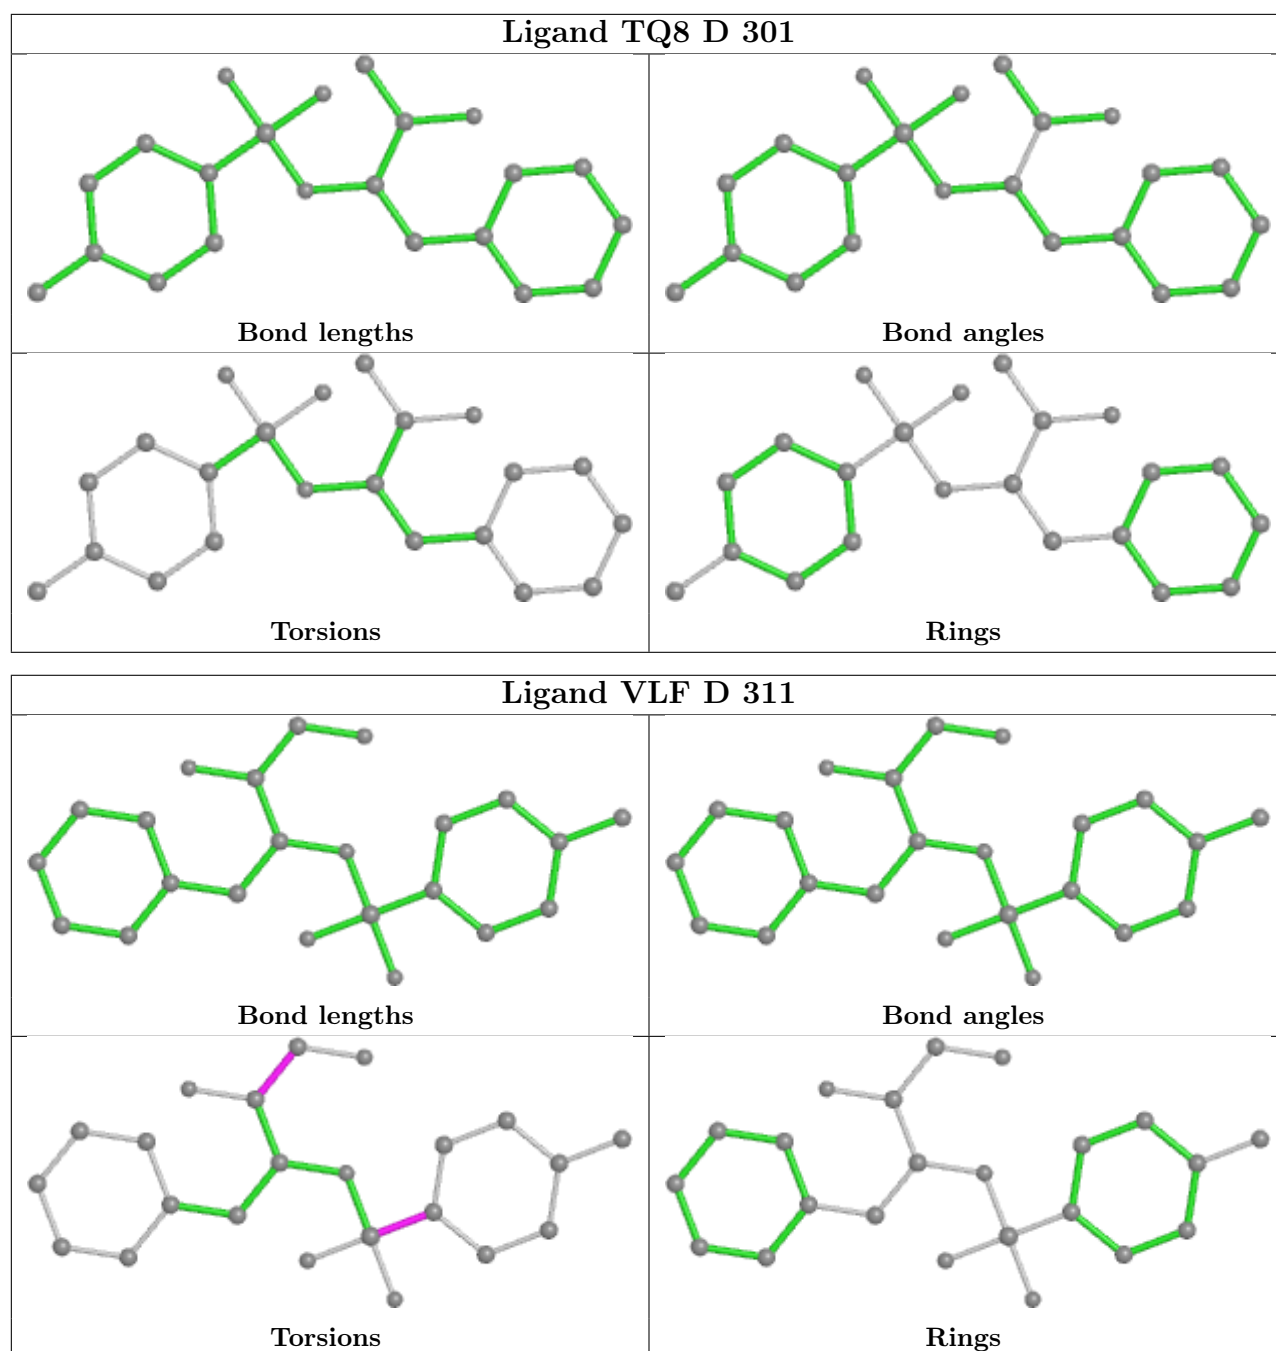 Ligand TQ8 D 301
Bond lengths
Bond angles
Torsions
Rings
Ligand VLF D 311
Bond lengths
Bond angles
Torsions
Rings